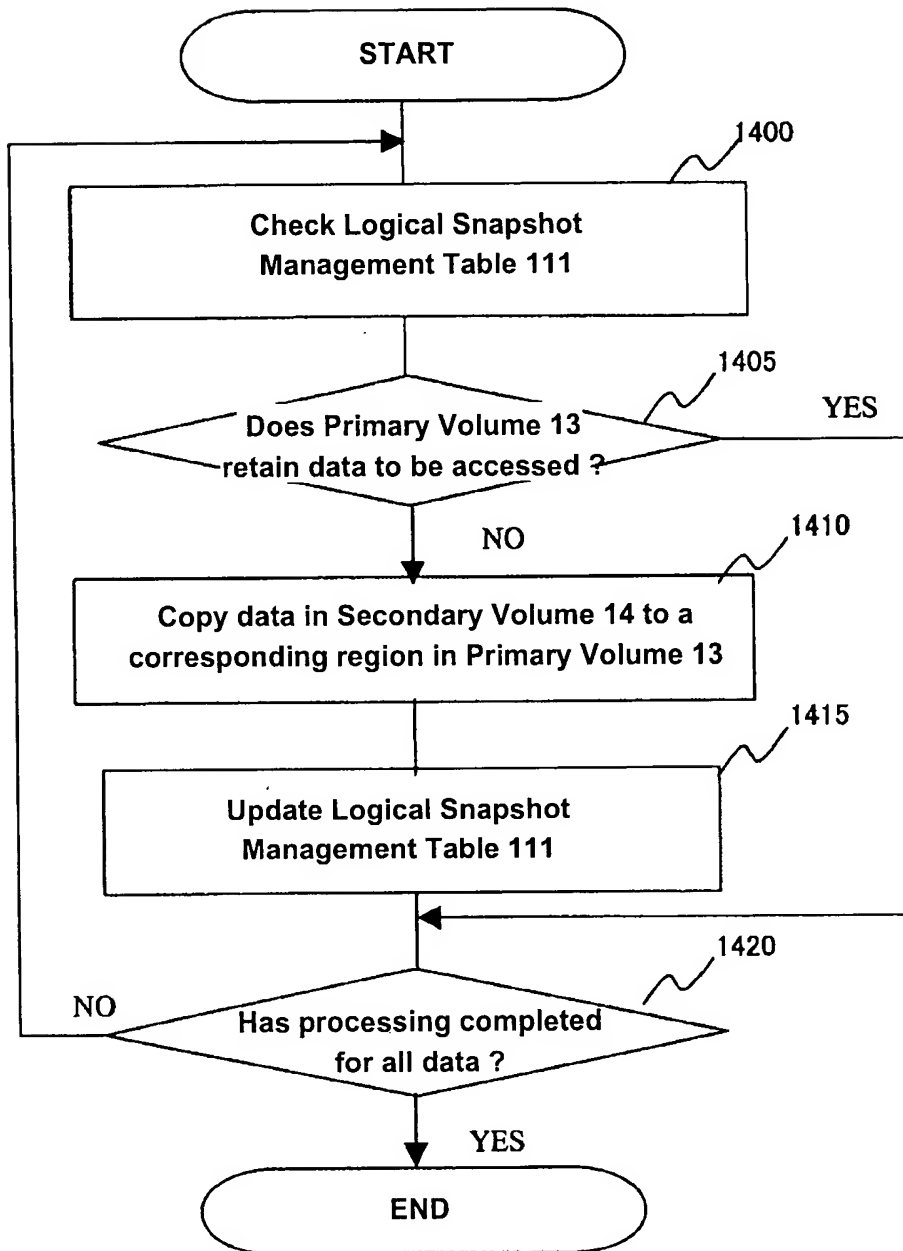 START
1400
Check Logical Snapshot
Management Table 111
1405
YES
Does Primary Volume 13
retain data to be accessed ?
NO
1410
Copy data in Secondary Volume 14 to a
corresponding region in Primary Volume 13
1415
Update Logical Snapshot
Management Table 111
1420
NO
Has processing completed
for all data ?
YES
END